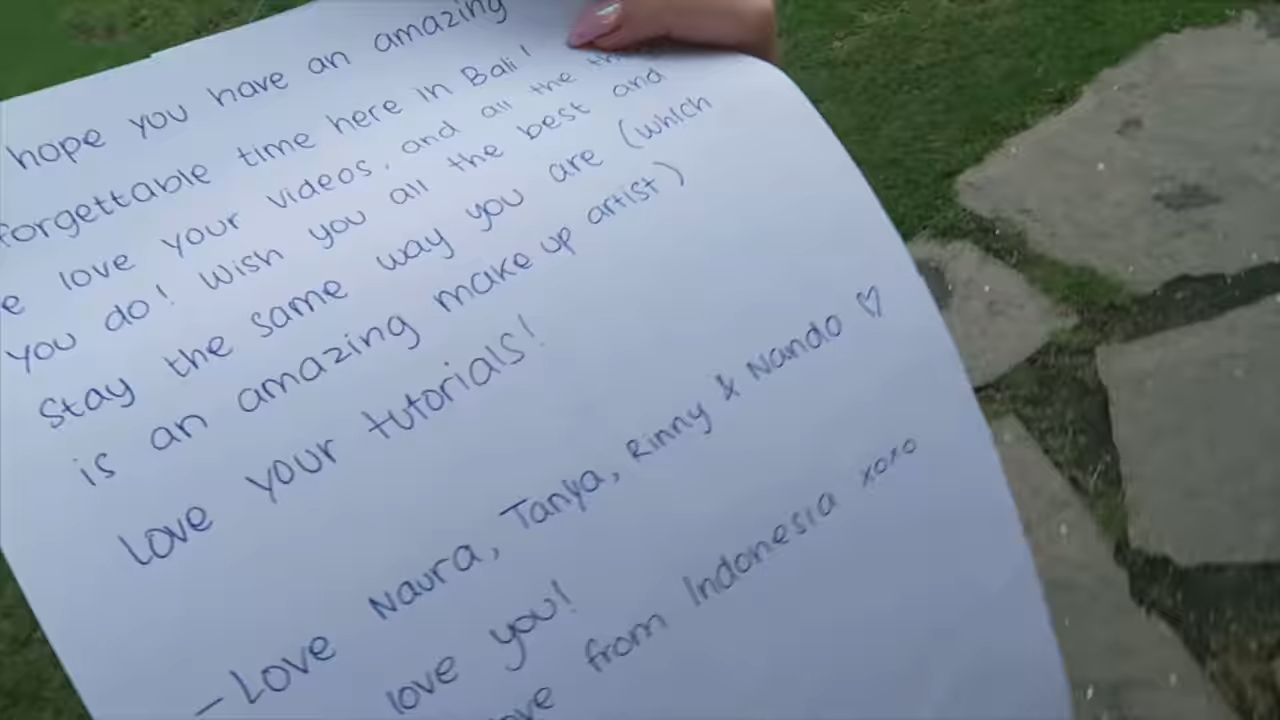 hope you have an amazing
forgettable time here in Bali!
love your videos, and all the
you do! Wish you all the best and
Stay the same way you are (which
is an amazing make up artist)
Love your tutorials!
- Love Naura, Tanya, Rinny & Nando ♡
love you!
from Indonesia xoxo